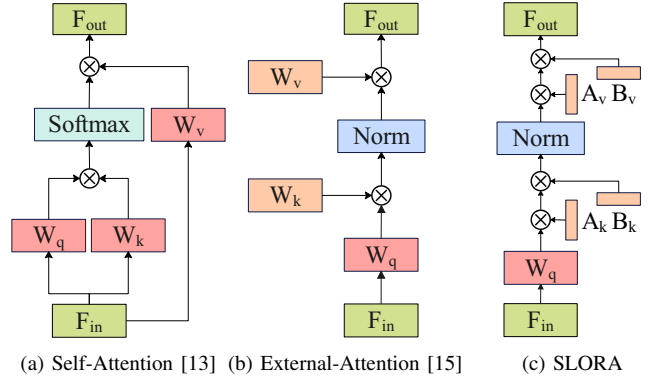 F_out F_out F_out
W_v A_v B_v
Softmax W_v Norm Norm
W_k A_k B_k
W_q W_k W_q W_q
F_in F_in F_in
(a) Self-Attention [13] (b) External-Attention [15] (c) SLORA